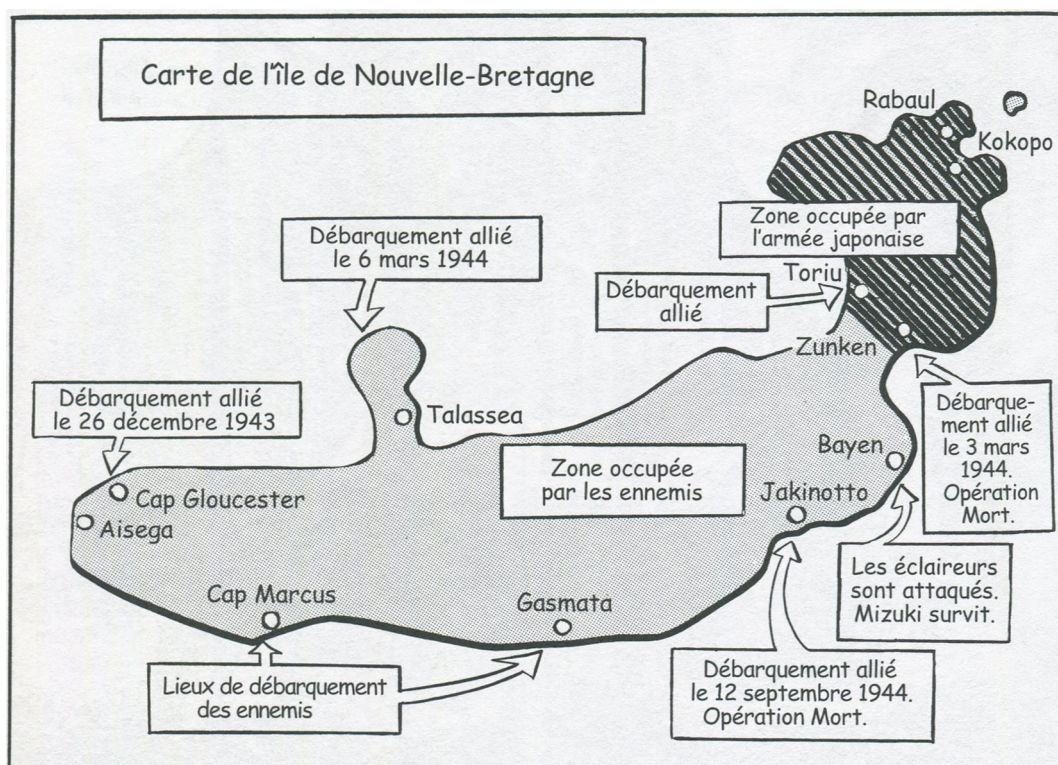 Carte de l'île de Nouvelle-Bretagne
Rabaul
Kokopo
Zone occupée par
l'armée japonaise
Débarquement allié
le 6 mars 1944
Toriu
Débarquement
allié
Zunken
Débarquement allié
le 26 décembre 1943
Talassea
Débarque-
ment allié
le 3 mars
1944.
Opération
Mort.
Bayen
Zone occupée
par les ennemis
Jakinotto
Cap Gloucester
Aisega
Les éclaireurs
sont attaqués.
Mizuki survit.
Cap Marcus
Gasmata
Lieux de débarquement
des ennemis
Débarquement allié
le 12 septembre 1944.
Opération Mort.